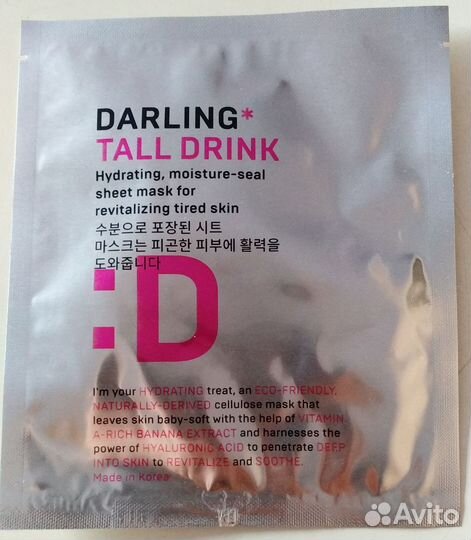 DARLING*
TALL DRINK
Hydrating, moisture-seal
sheet mask for
revitalizing tired skin
수분으로 포장된 시트
마스크는 피곤한 피부에 활력을
도와줍니다
:D
I'm your HYDRATING treat, an ECO-FRIENDLY,
NATURALLY-DERIVED cellulose mask that
leaves skin baby-soft with the help of VITAMIN
A-RICH BANANA EXTRACT and harnesses the
power of HYALURONIC ACID to penetrate DEEP
INTO SKIN to REVITALIZE and SOOTHE.
Made in Korea
Avito